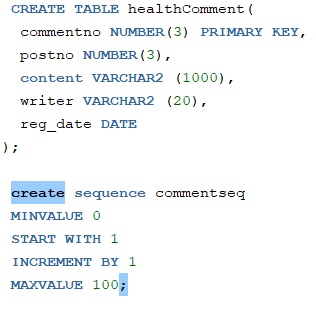 CREATE TABLE healthComment(
commentno NUMBER(3) PRIMARY KEY,
postno NUMBER(3),
content VARCHAR2 (1000),
writer VARCHAR2 (20),
reg_date DATE
);
create sequence commentseq
MINVALUE 0
START WITH 1
INCREMENT BY 1
MAXVALUE 100;